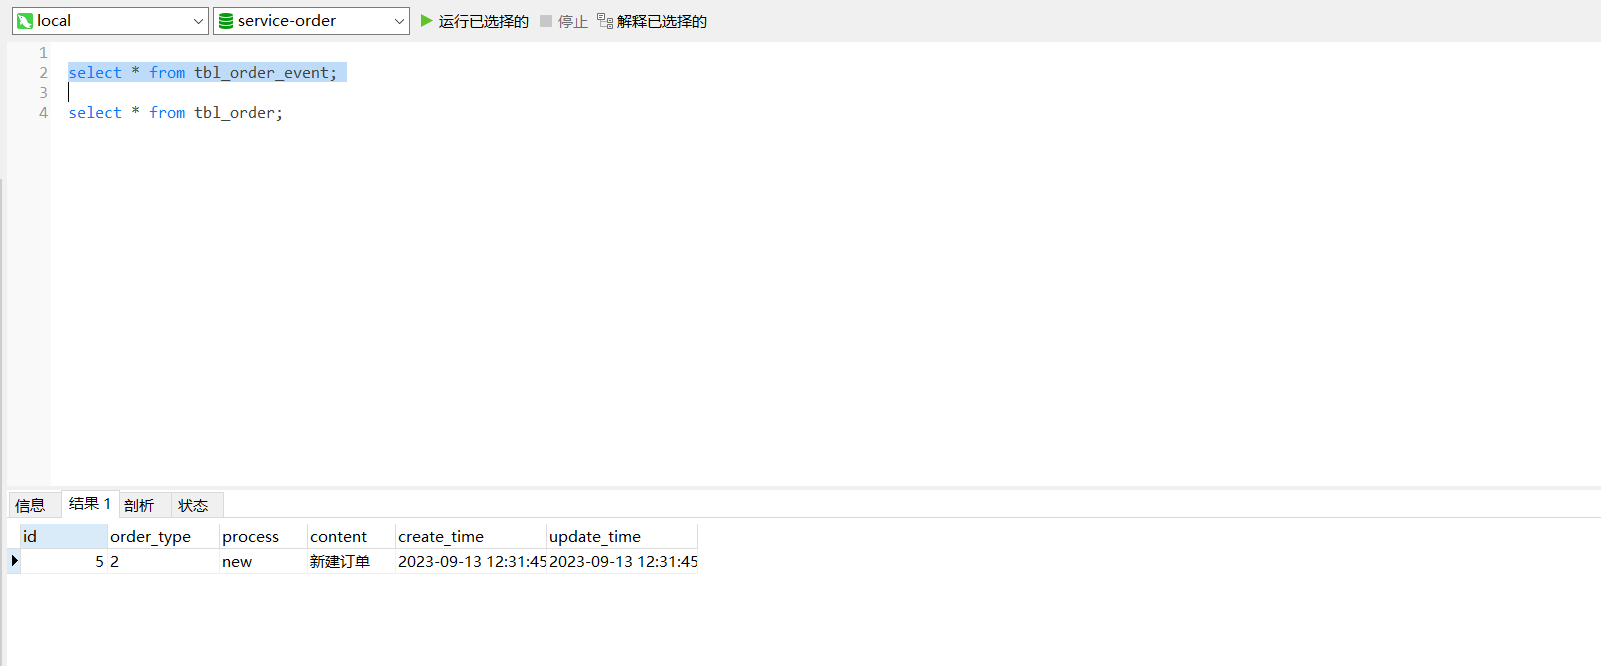 local service-order 运行已选择的 停止 解释已选择的
1
2 select * from tbl_order_event;
3
4 select * from tbl_order;
信息 结果 1 剖析 状态
id order_type process content create_time update_time
5 2 new 新建订单 2023-09-13 12:31:45 2023-09-13 12:31:45